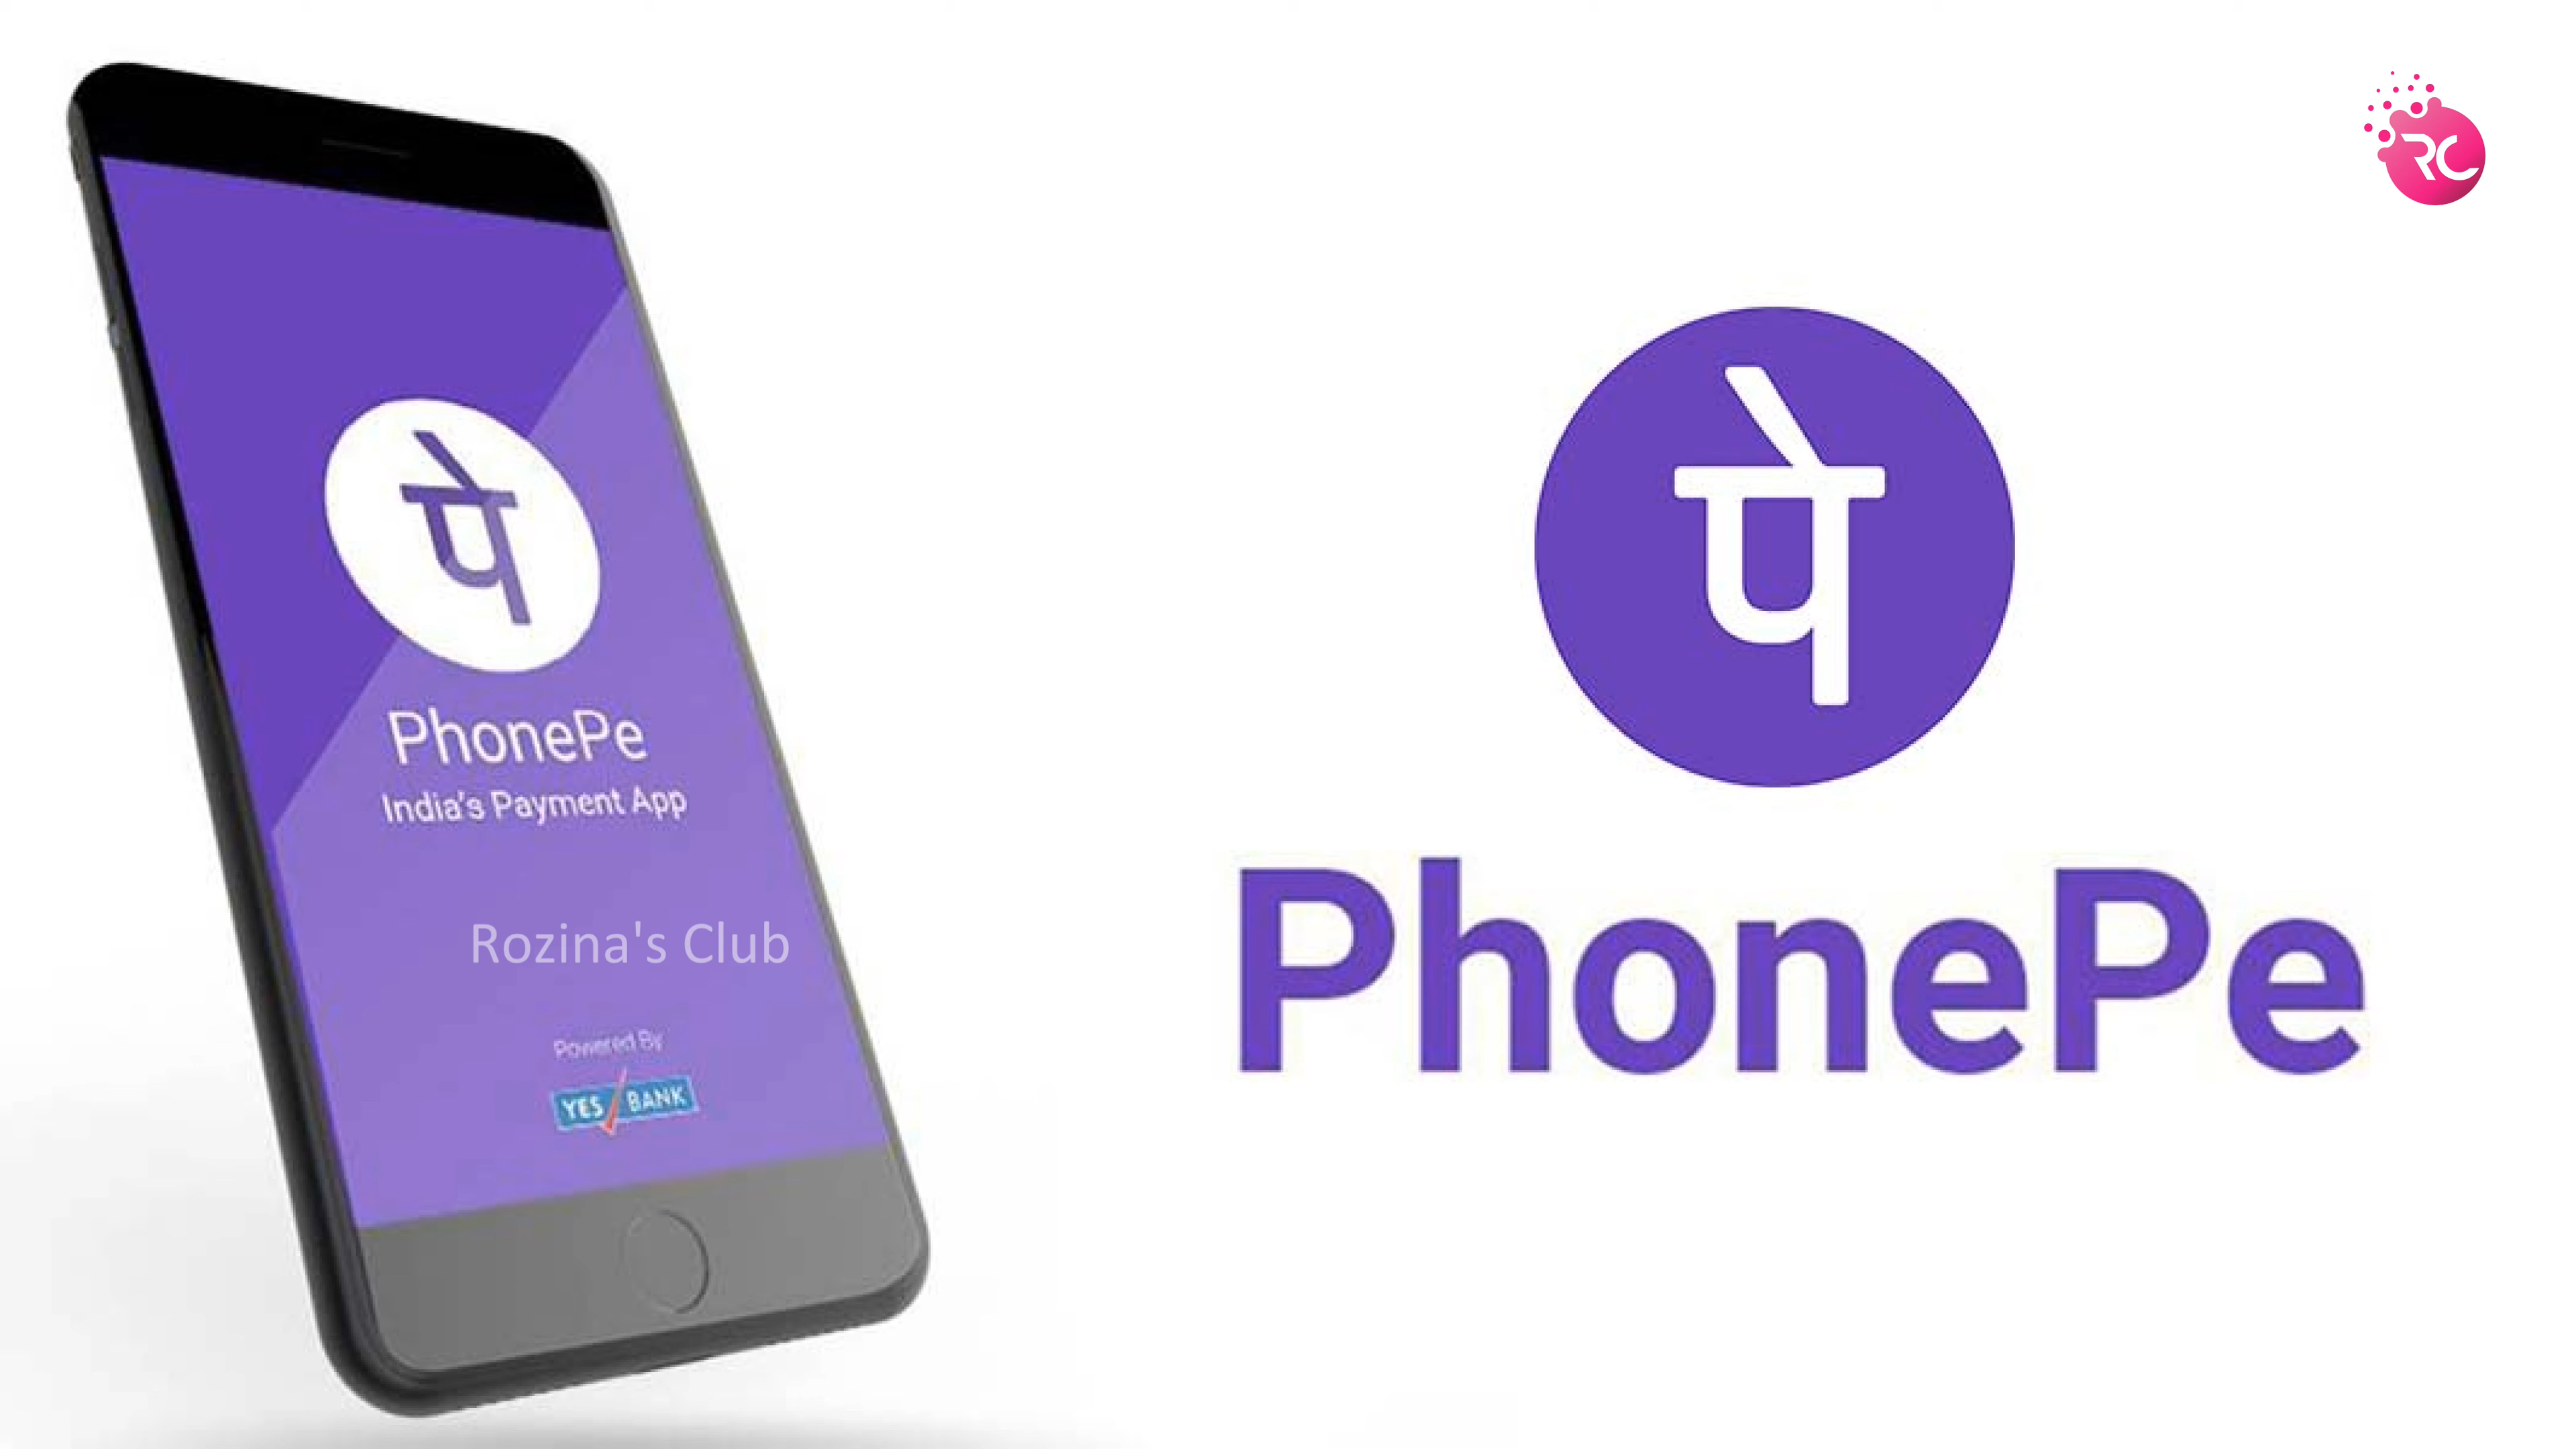 RC
पे
PhonePe
India's Payment App
Rozina's Club
Powered By
YES BANK
पे
PhonePe